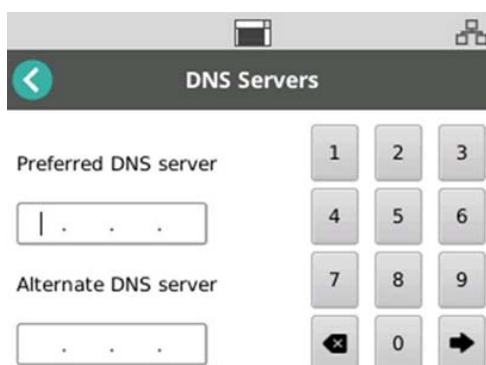 DNS Servers
Preferred DNS server
. . .
Alternate DNS server
. . .
1 2 3
4 5 6
7 8 9
0